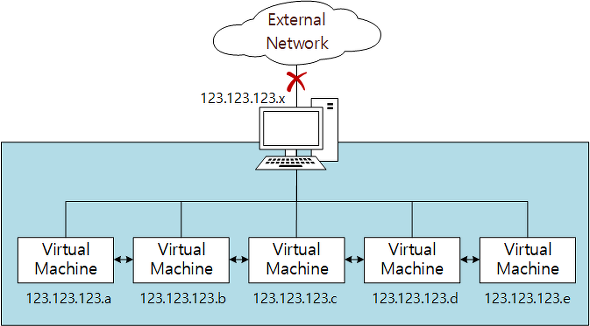 External
Network
123.123.123.x
Virtual
Machine
Virtual
Machine
Virtual
Machine
Virtual
Machine
Virtual
Machine
123.123.123.a
123.123.123.b
123.123.123.c
123.123.123.d
123.123.123.e